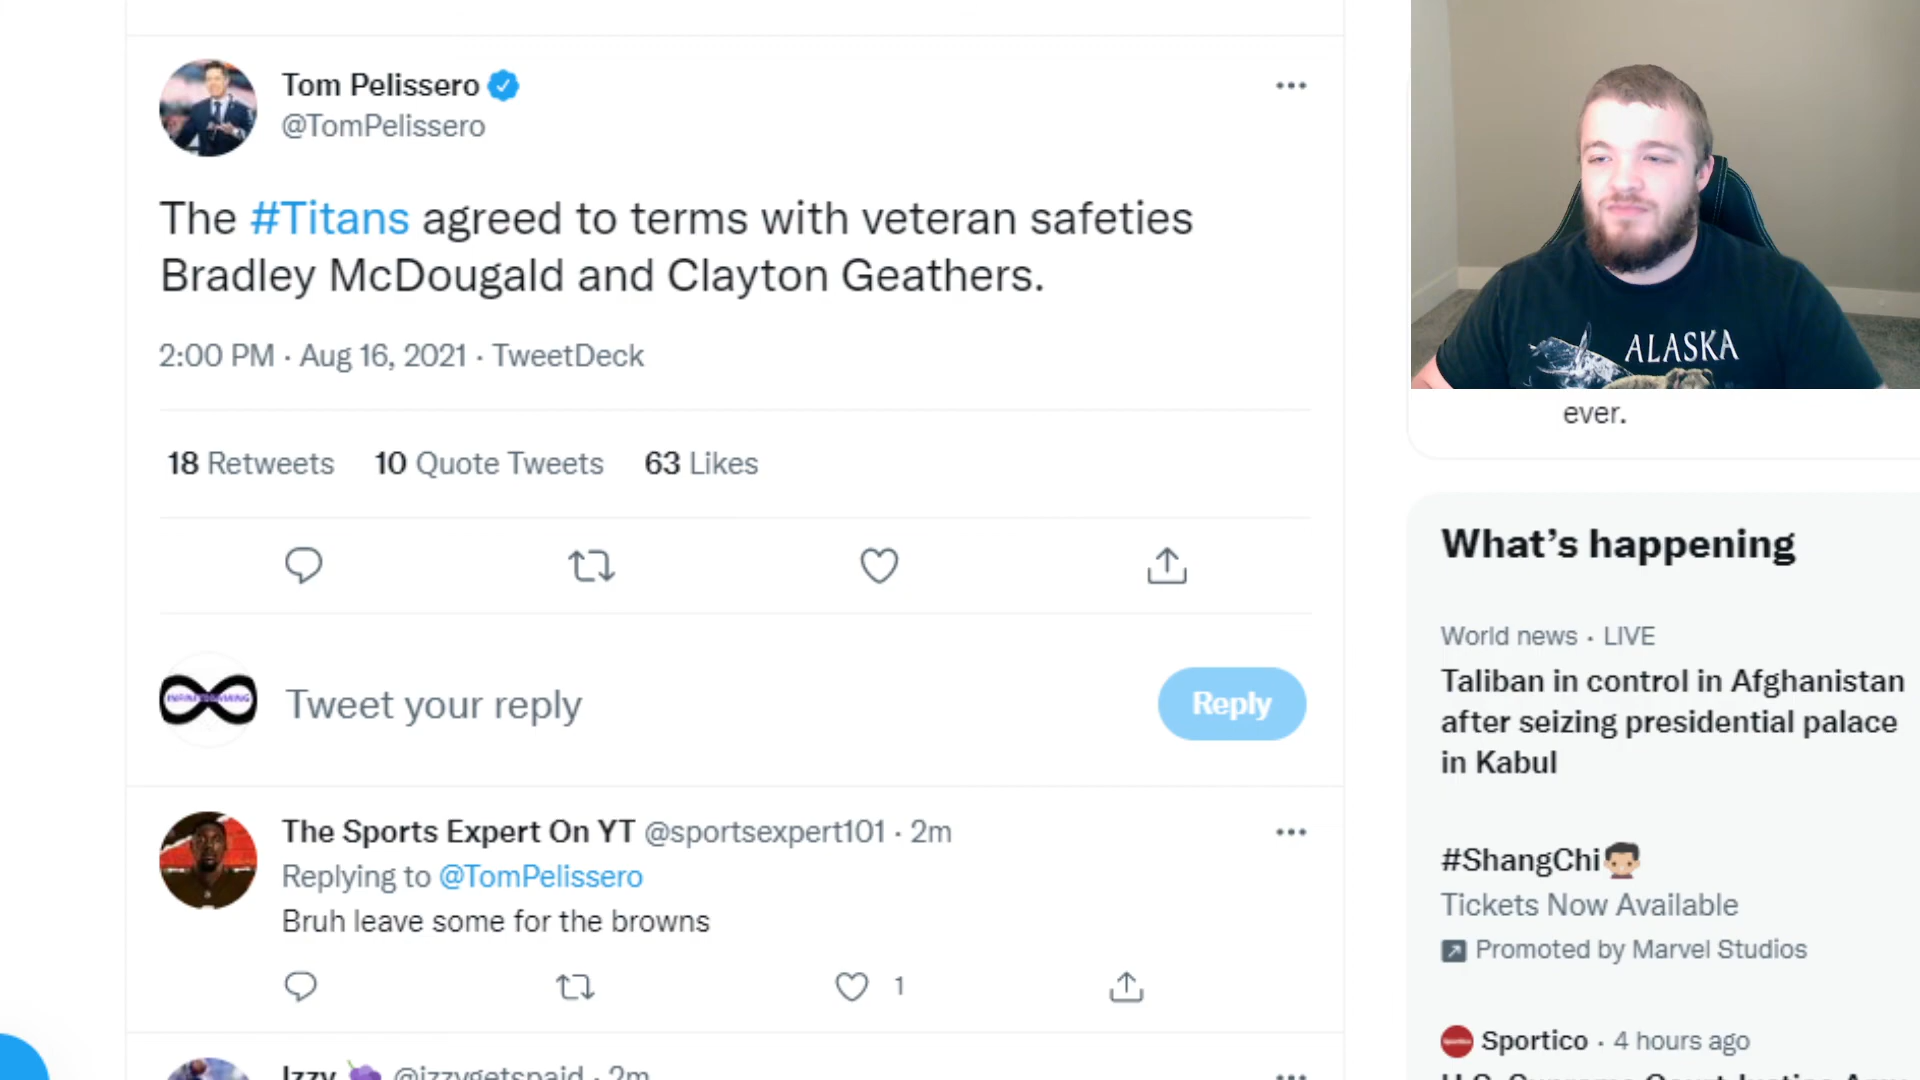 Tom Pelissero
@TomPelissero
The #Titans agreed to terms with veteran safeties
Bradley McDougald and Clayton Geathers.
2:00 PM · Aug 16, 2021 · TweetDeck
18 Retweets 10 Quote Tweets 63 Likes
Tweet your reply
Reply
The Sports Expert On YT @sportsexpert101 · 2m
Replying to @TomPelissero
Bruh leave some for the browns
1
Izzy @izzygetspaid · 2m
ALASKA
ever.
What's happening
World news · LIVE
Taliban in control in Afghanistan
after seizing presidential palace
in Kabul
#ShangChi
Tickets Now Available
Promoted by Marvel Studios
Sportico · 4 hours ago